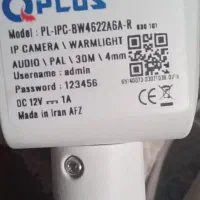 QPLUS
Model: PL-IPC-BW4622A6A-R
IP CAMERA \ WARMLIGHT
AUDIO \ PAL \ 30M \ 4mm
Username : admin
Password : 123456
DC 12V ⎓ 1A
Made in Iran AFZ